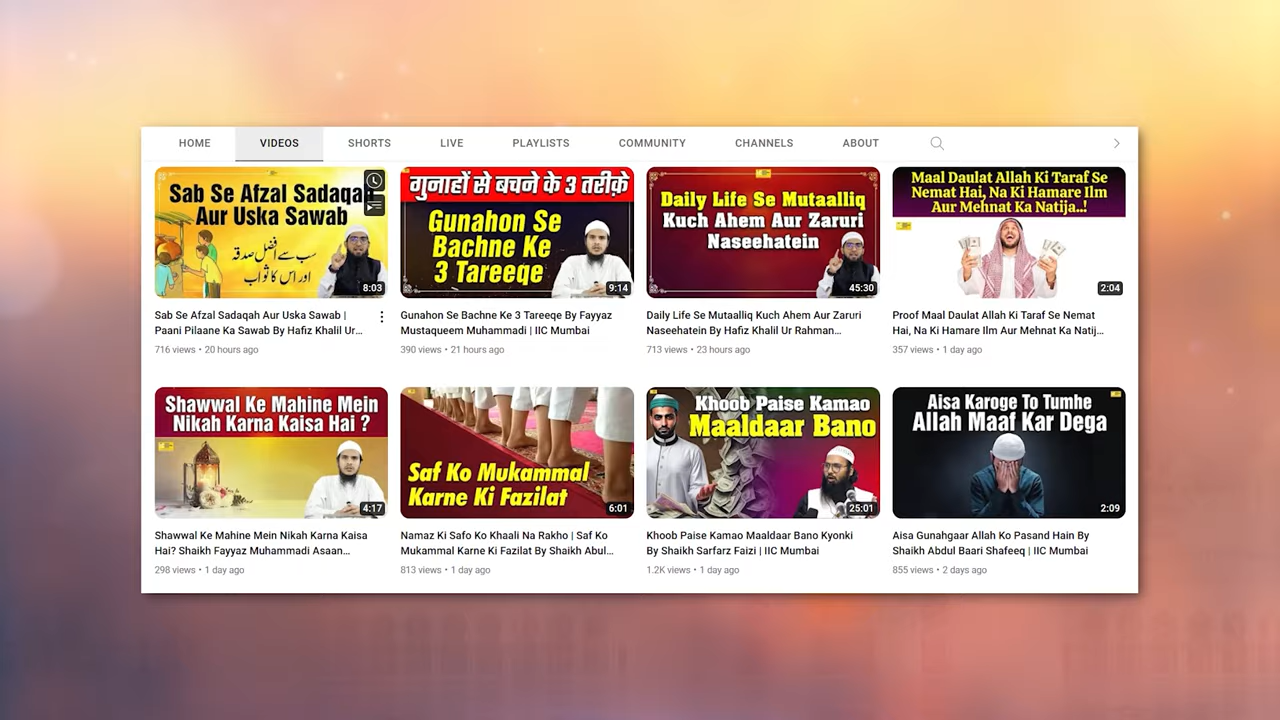 HOME VIDEOS SHORTS LIVE PLAYLISTS COMMUNITY CHANNELS ABOUT
Sab Se Afzal Sadaqah
Aur Uska Sawab
سب سے افضل صدقہ
اور اس کا ثواب
8:03
Sab Se Afzal Sadaqah Aur Uska Sawab |
Paani Pilaane Ka Sawab By Hafiz Khalil Ur...
716 views • 20 hours ago
गुनाहों से बचने के 3 तरीक़े
Gunahon Se
Bachne Ke
3 Tareeqe
9:14
Gunahon Se Bachne Ke 3 Tareeqe By Fayyaz
Mustaqueem Muhammadi | IIC Mumbai
390 views • 21 hours ago
Daily Life Se Mutaalliq
Kuch Ahem Aur Zaruri
Naseehatein
45:30
Daily Life Se Mutaalliq Kuch Ahem Aur Zaruri
Naseehatein By Hafiz Khalil Ur Rahman...
713 views • 23 hours ago
Maal Daulat Allah Ki Taraf Se
Nemat Hai, Na Ki Hamare Ilm
Aur Mehnat Ka Natija..!
2:04
Proof Maal Daulat Allah Ki Taraf Se Nemat
Hai, Na Ki Hamare Ilm Aur Mehnat Ka Natij...
357 views • 1 day ago
Shawwal Ke Mahine Mein
Nikah Karna Kaisa Hai ?
4:17
Shawwal Ke Mahine Mein Nikah Karna Kaisa
Hai? Shaikh Fayyaz Muhammadi Asaan...
298 views • 1 day ago
Saf Ko Mukammal
Karne Ki Fazilat
6:01
Namaz Ki Safo Ko Khaali Na Rakho | Saf Ko
Mukammal Karne Ki Fazilat By Shaikh Abul...
813 views • 1 day ago
Khoob Paise Kamao
Maaldaar Bano
25:01
Khoob Paise Kamao Maaldaar Bano Kyonki
By Shaikh Sarfarz Faizi | IIC Mumbai
1.2K views • 1 day ago
Aisa Karoge To Tumhe
Allah Maaf Kar Dega
2:09
Aisa Gunahgaar Allah Ko Pasand Hain By
Shaikh Abdul Baari Shafeeq | IIC Mumbai
855 views • 2 days ago